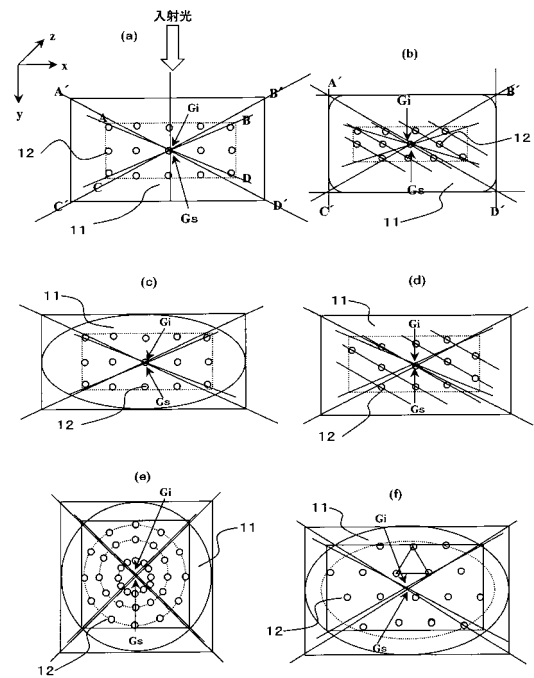 入射光
(a)
z
x
y
A´
B´
Gi
A
B
12
C
D
C´
D´
11
Gs
(b)
A´
B´
Gi
12
Gs
C´
D´
11
(c)
11
Gi
Gs
12
(d)
11
Gi
Gs
12
(e)
Gi
11
12
Gs
(f)
11
Gi
12
Gs